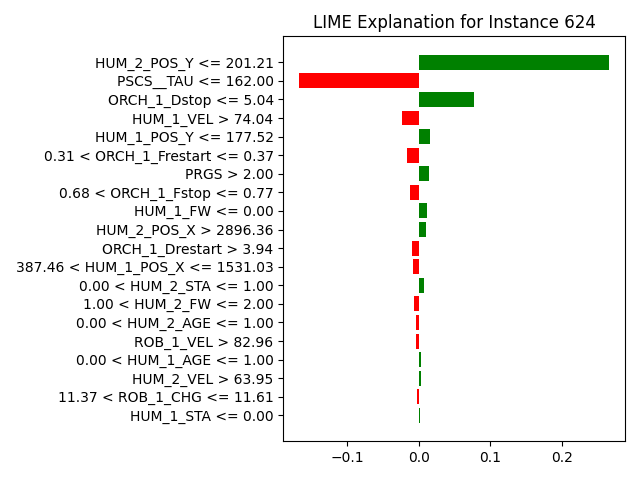 LIME Explanation for Instance 624
HUM_2_POS_Y <= 201.21
PSCS__TAU <= 162.00
ORCH_1_Dstop <= 5.04
HUM_1_VEL > 74.04
HUM_1_POS_Y <= 177.52
0.31 < ORCH_1_Frestart <= 0.37
PRGS > 2.00
0.68 < ORCH_1_Fstop <= 0.77
HUM_1_FW <= 0.00
HUM_2_POS_X > 2896.36
ORCH_1_Drestart > 3.94
387.46 < HUM_1_POS_X <= 1531.03
0.00 < HUM_2_STA <= 1.00
1.00 < HUM_2_FW <= 2.00
0.00 < HUM_2_AGE <= 1.00
ROB_1_VEL > 82.96
0.00 < HUM_1_AGE <= 1.00
HUM_2_VEL > 63.95
11.37 < ROB_1_CHG <= 11.61
HUM_1_STA <= 0.00
−0.1 0.0 0.1 0.2